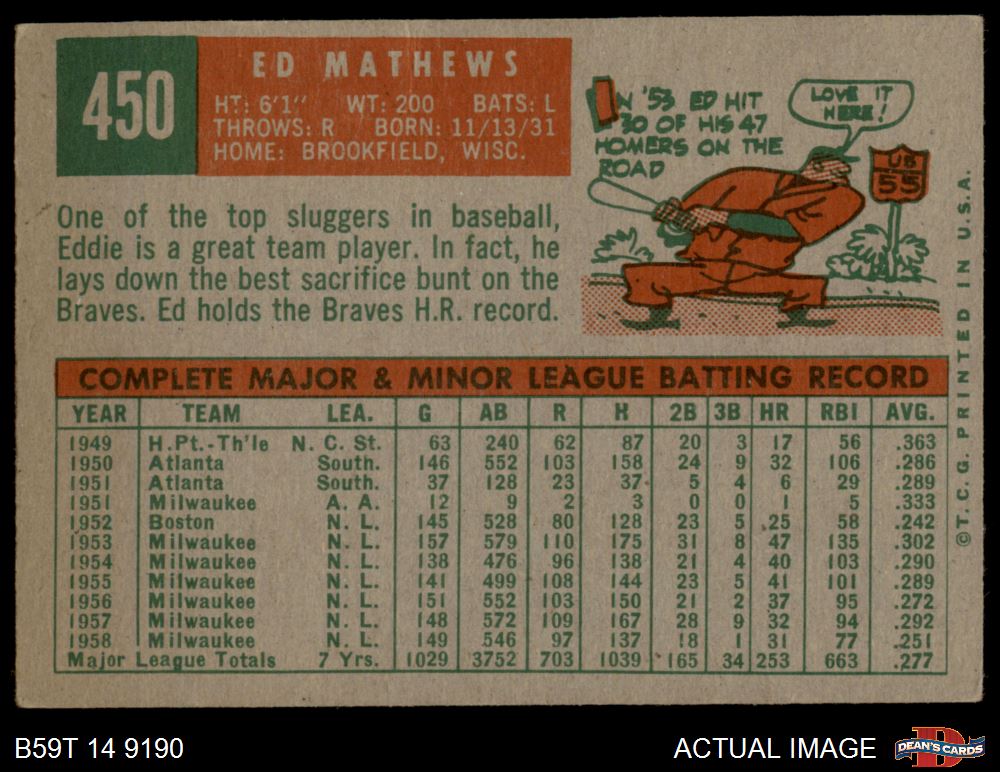 450
ED MATHEWS
HT: 6'1" WT: 200 BATS: L
THROWS: R BORN: 11/13/31
HOME: BROOKFIELD, WISC.
One of the top sluggers in baseball,
Eddie is a great team player. In fact, he
lays down the best sacrifice bunt on the
Braves. Ed holds the Braves H.R. record.
IN '53 ED HIT
30 OF HIS 47
HOMERS ON THE
ROAD
LOVE IT
HERE!
US
55
COMPLETE MAJOR & MINOR LEAGUE BATTING RECORD
YEAR TEAM LEA. G AB R H 2B 3B HR RBI AVG.
1949 H.Pt.-Th'le N. C. St. 63 240 62 87 20 3 17 56 .363
1950 Atlanta South. 146 552 103 158 24 9 32 106 .286
1951 Atlanta South. 37 128 23 37 5 4 6 29 .289
1951 Milwaukee A. A. 12 9 2 3 0 0 1 5 .333
1952 Boston N. L. 145 528 80 128 23 5 25 58 .242
1953 Milwaukee N. L. 157 579 110 175 31 8 47 135 .302
1954 Milwaukee N. L. 138 476 96 138 21 4 40 103 .290
1955 Milwaukee N. L. 141 499 108 144 23 5 41 101 .289
1956 Milwaukee N. L. 151 552 103 150 21 2 37 95 .272
1957 Milwaukee N. L. 148 572 109 167 28 9 32 94 .292
1958 Milwaukee N. L. 149 546 97 137 18 1 31 77 .251
Major League Totals 7 Yrs. 1029 3752 703 1039 165 34 253 663 .277
©T.C.G. PRINTED IN U.S.A.
B59T 14 9190
ACTUAL IMAGE
D
DEAN'S CARDS